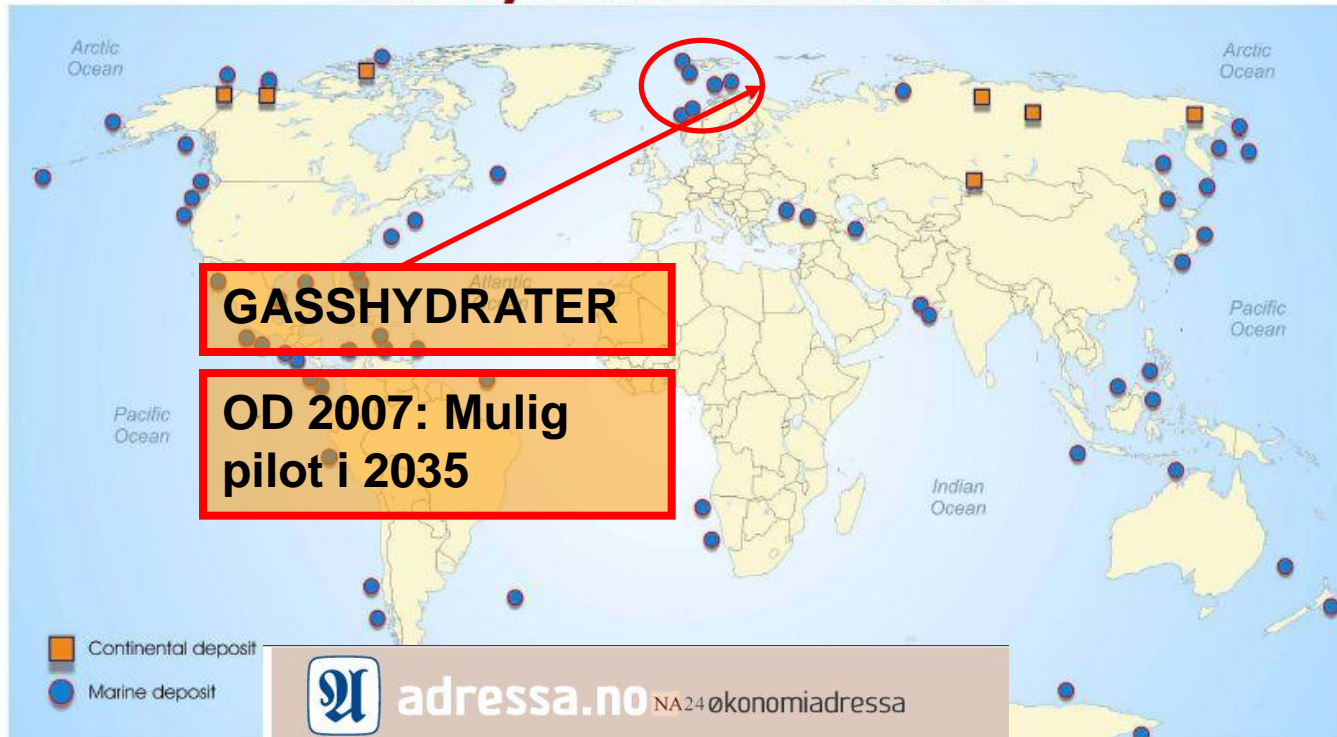 Arctic
Ocean
Arctic
Ocean
GASSHYDRATER
Atlantic
Pacific
Ocean
OD 2007: Mulig
pilot i 2035
Pacific
Ocean
Indian
Ocean
Continental deposit
Marine deposit
A adressa.no NA24 økonomiadressa